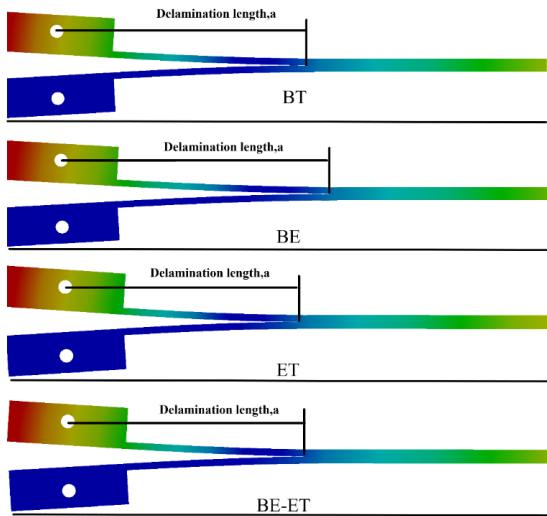 Delamination length,a
BT
Delamination length,a
BE
Delamination length,a
ET
Delamination length,a
BE-ET